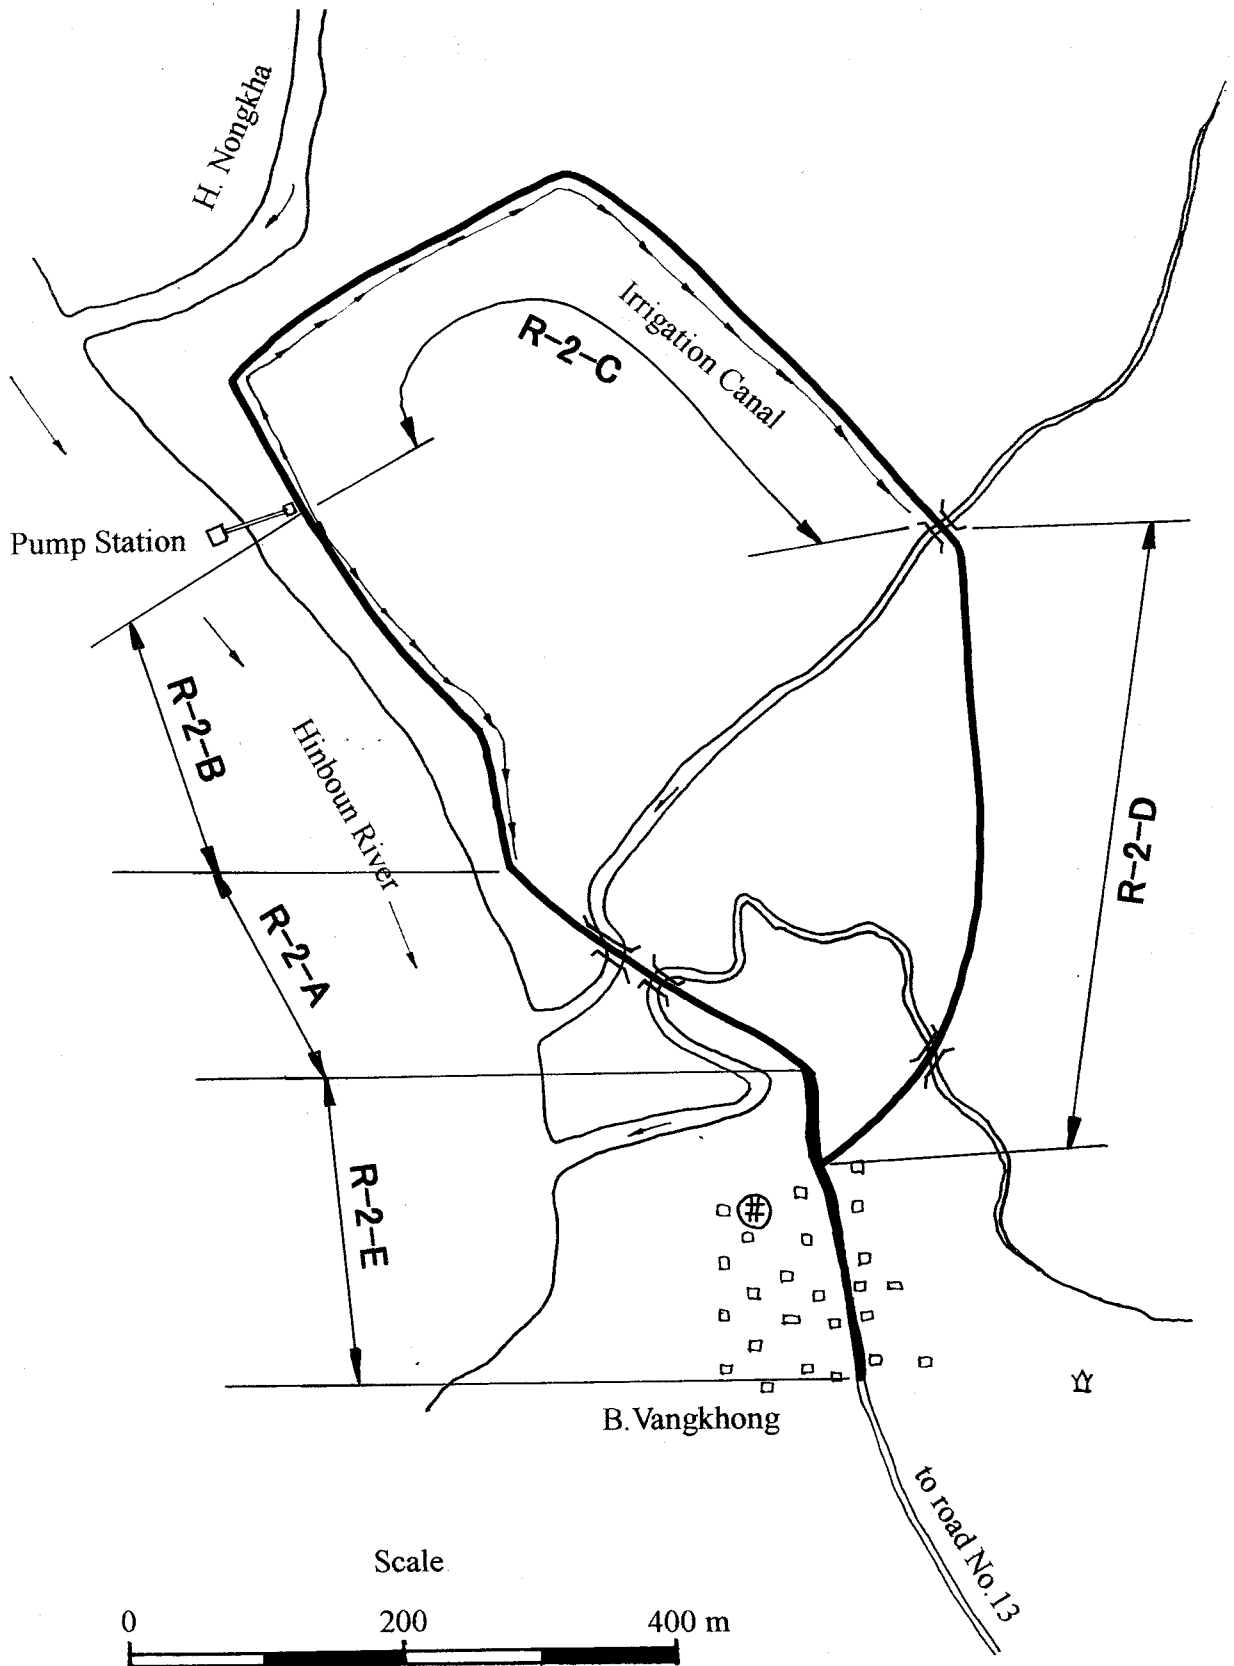 H. Nongkha
Irrigation Canal
R-2-C
Pump Station
R-2-B
Hinboun River
R-2-D
R-2-A
R-2-E
#
B.Vangkhong
to road No.13
Scale
0 200 400 m